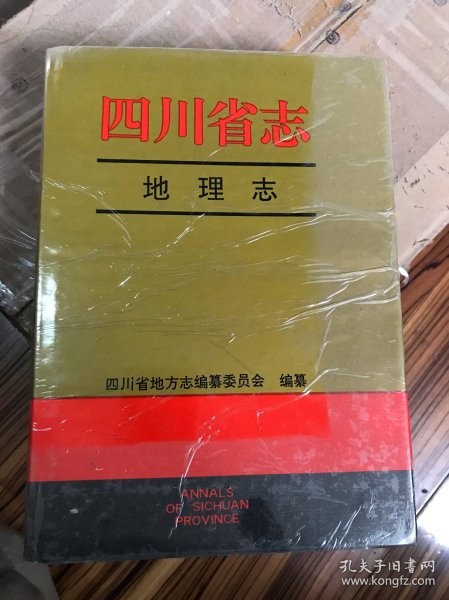 四川省志
地理志
四川省地方志编纂委员会 编纂
ANNALS
OF SICHUAN
PROVINCE
孔夫子旧书网
www.kongfz.com